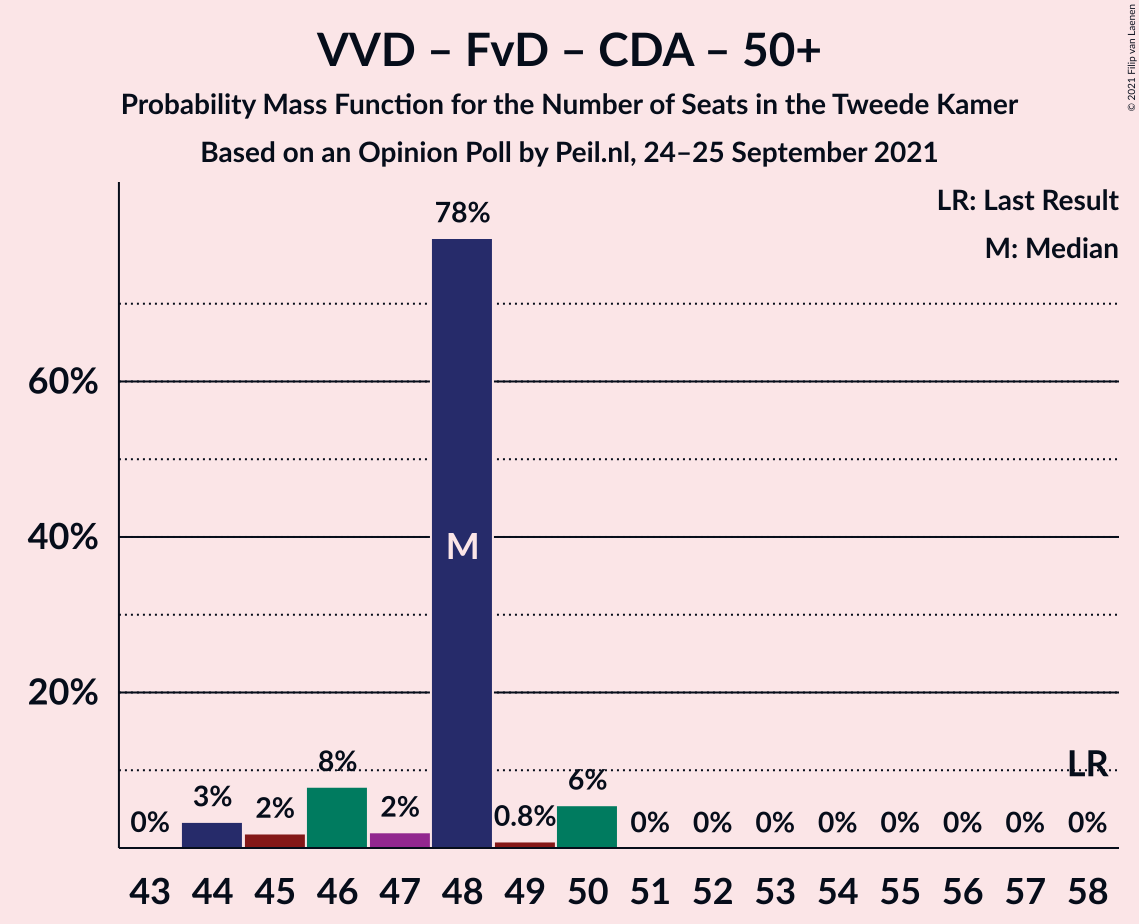 VVD – FvD – CDA – 50+
Probability Mass Function for the Number of Seats in the Tweede Kamer
Based on an Opinion Poll by Peil.nl, 24–25 September 2021
© 2021 Filip van Laenen
LR: Last Result
M: Median
60%
40%
20%
0% 3% 2% 8% 2% 78% 0.8% 6% 0% 0% 0% 0% 0% 0% 0% 0%
M
LR
43 44 45 46 47 48 49 50 51 52 53 54 55 56 57 58